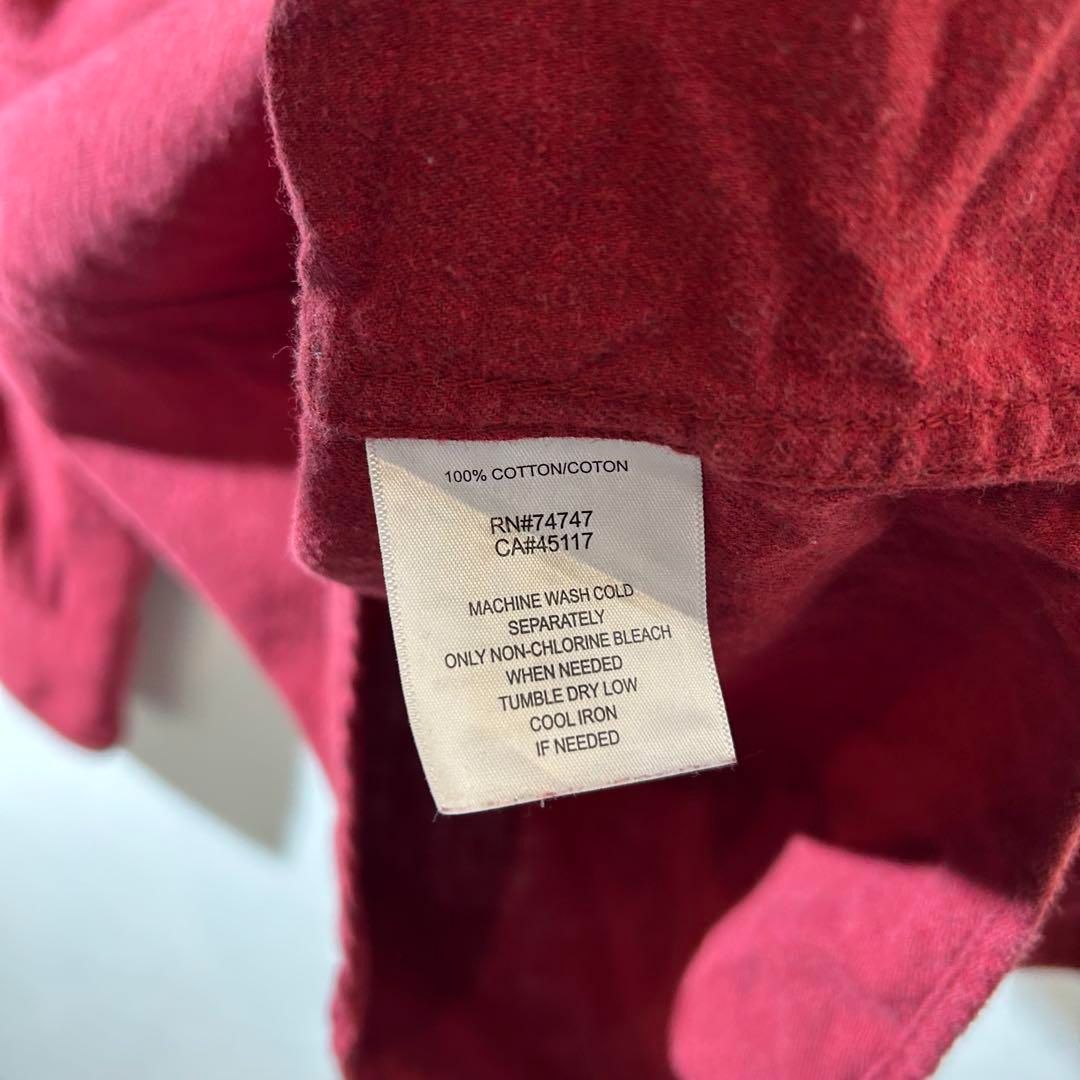 100% COTTON/COTON
RN#74747
CA#45117
MACHINE WASH COLD
SEPARATELY
ONLY NON-CHLORINE BLEACH
WHEN NEEDED
TUMBLE DRY LOW
COOL IRON
IF NEEDED